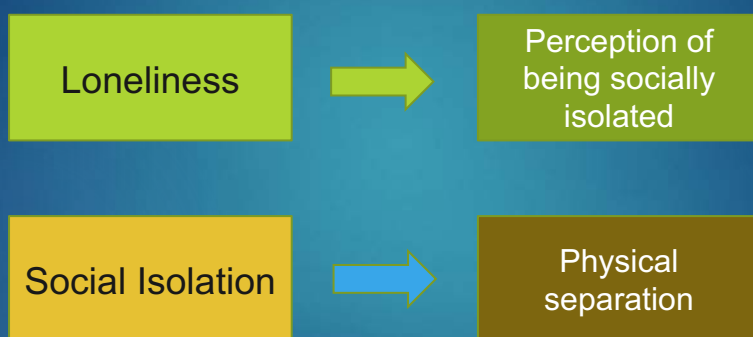 Loneliness
Perception of
being socially
isolated
Social Isolation
Physical
separation